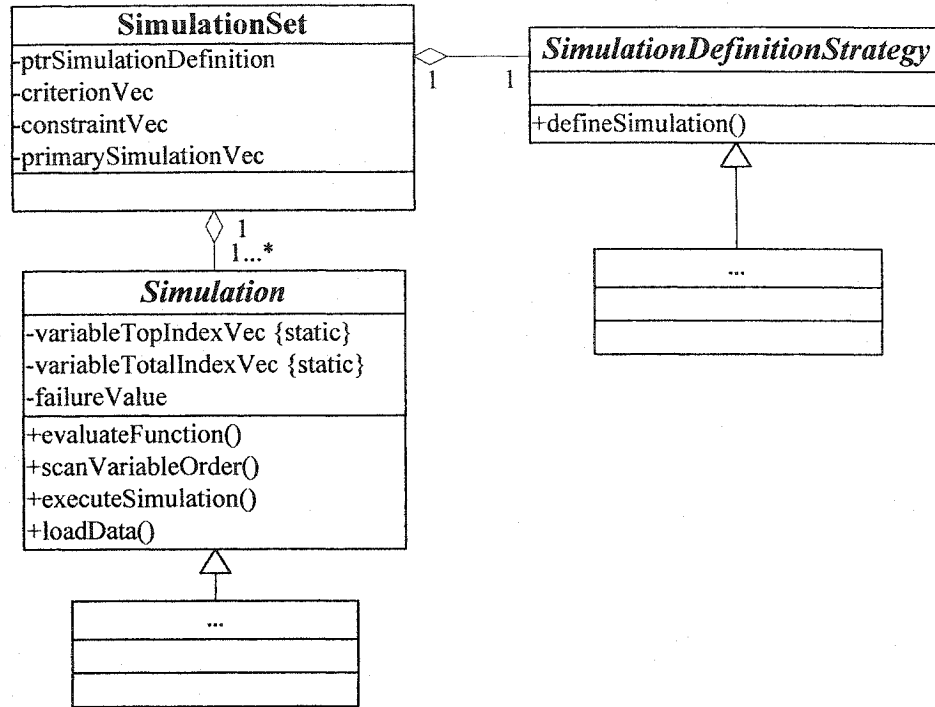 SimulationSet
-ptrSimulationDefinition
-criterionVec
-constraintVec
-primarySimulationVec
1
1
SimulationDefinitionStrategy
+defineSimulation()
1
1...*
Simulation
-variableTopIndexVec {static}
-variableTotalIndexVec {static}
-failureValue
+evaluateFunction()
+scanVariableOrder()
+executeSimulation()
+loadData()
...
...